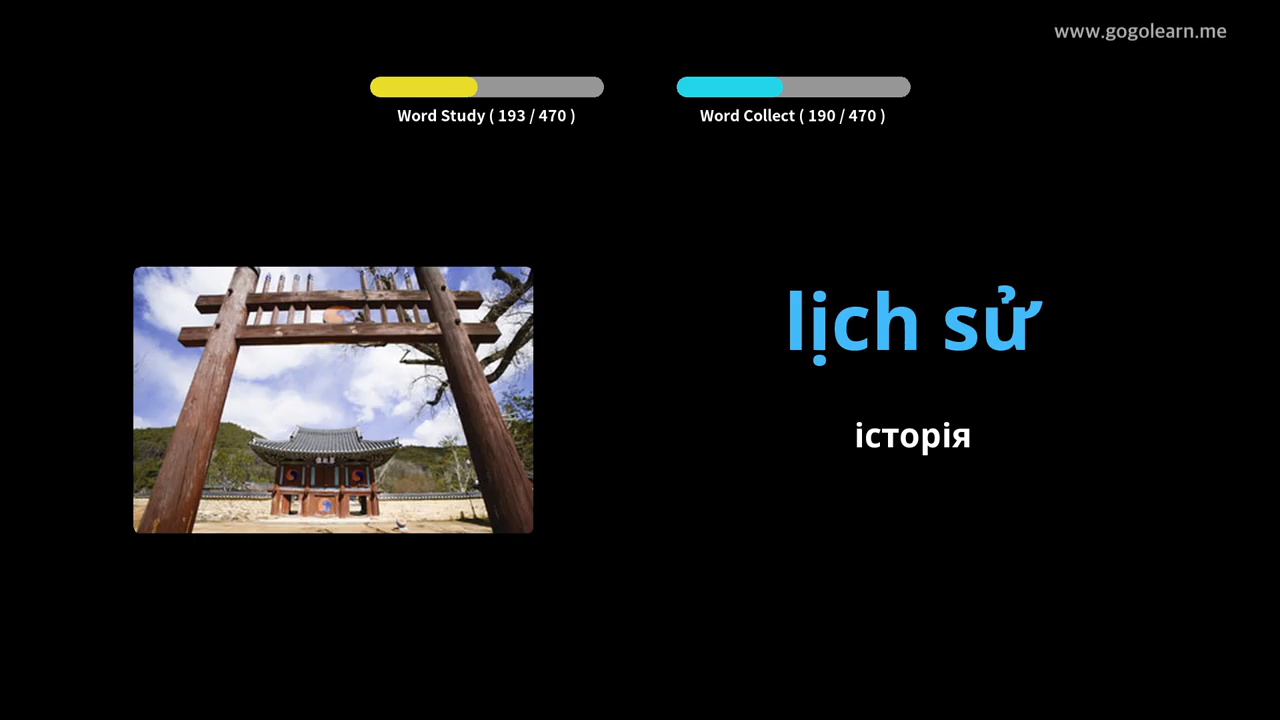 www.gogolearn.me
Word Study ( 193 / 470 )
Word Collect ( 190 / 470 )
lịch sử
історія